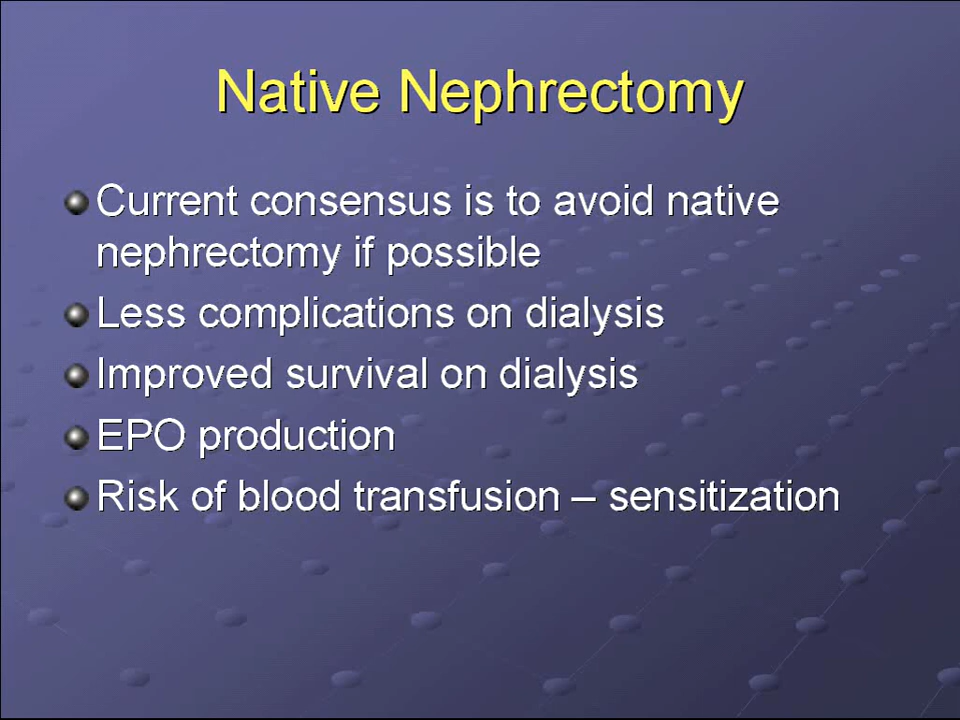 Native Nephrectomy
Current consensus is to avoid native
nephrectomy if possible
Less complications on dialysis
Improved survival on dialysis
EPO production
Risk of blood transfusion – sensitization